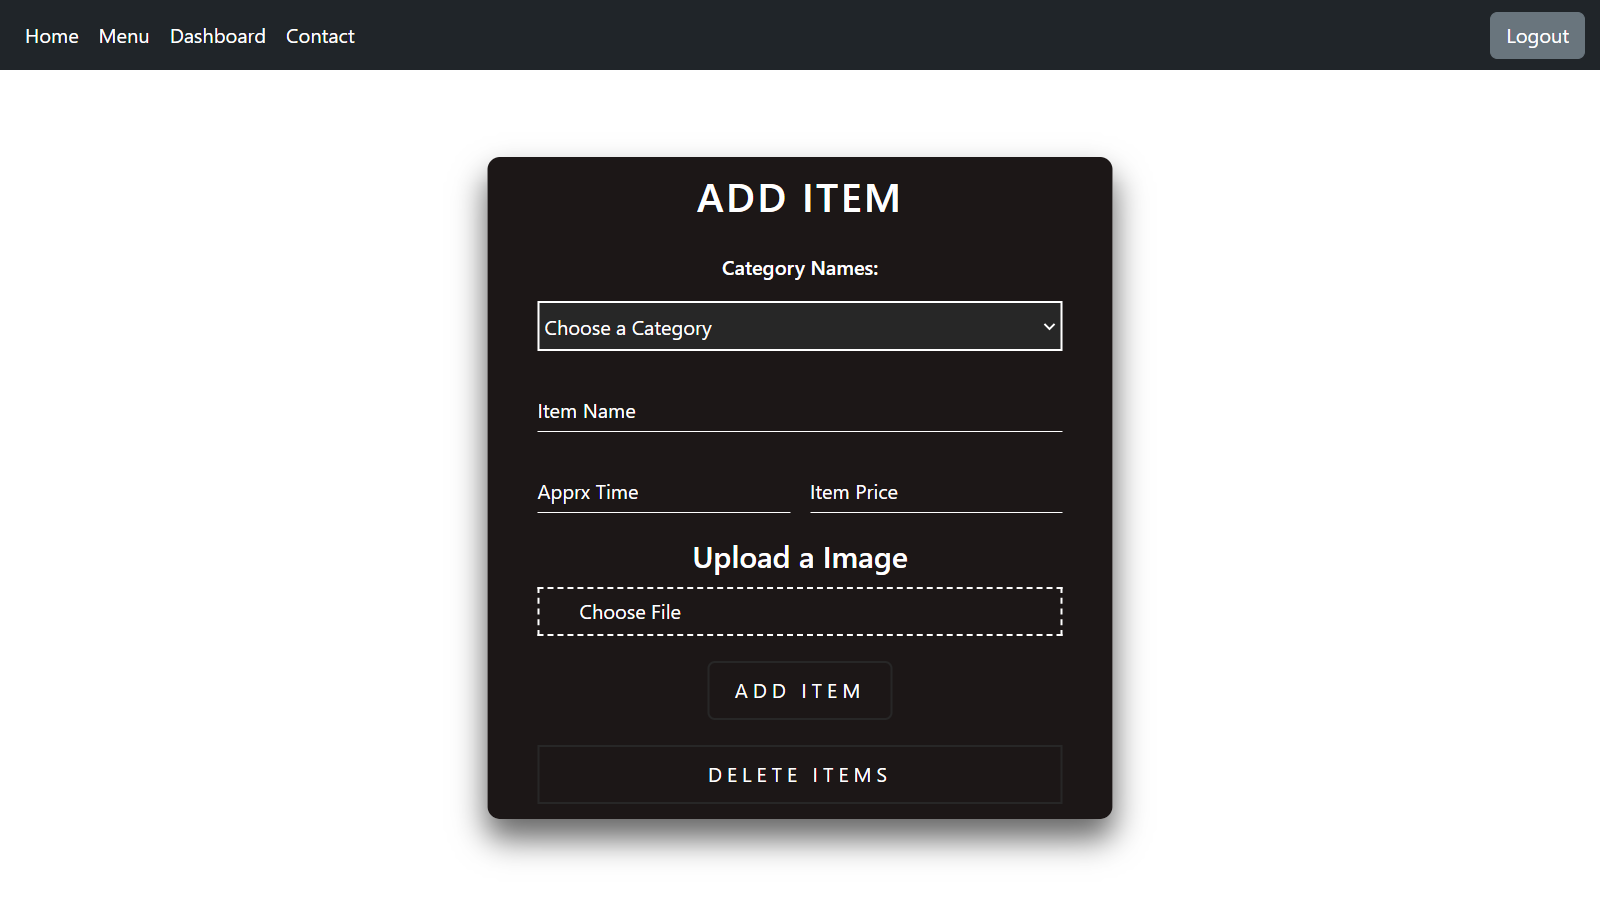 Home Menu Dashboard Contact Logout
ADD ITEM
Category Names:
Choose a Category
Item Name
Apprx Time Item Price
Upload a Image
Choose File
ADD ITEM
DELETE ITEMS